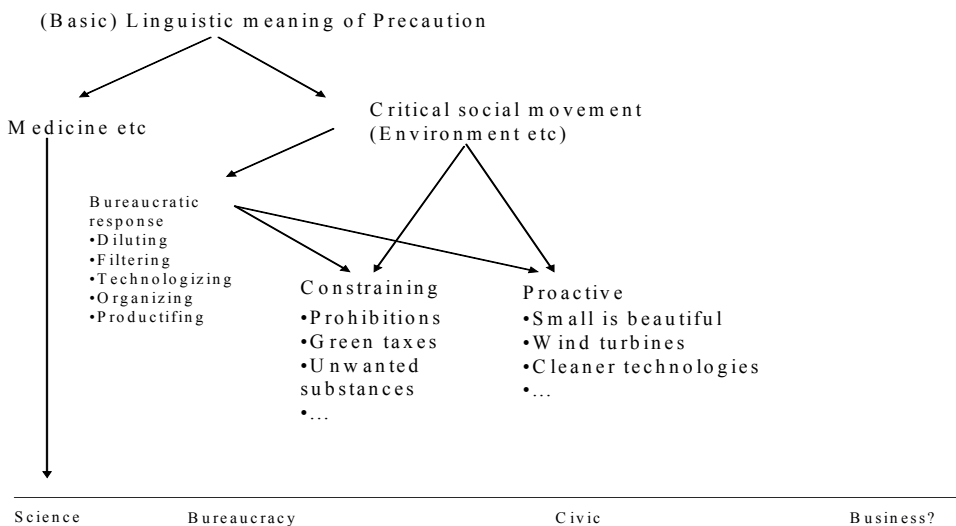 (Basic) Linguistic meaning of Precaution
Critical social movement
(Environment etc)
Medicine etc
Bureaucratic
response
•Diluting
•Filtering
•Technologizing
•Organizing
•Productifing
Constraining
•Prohibitions
•Green taxes
•Unwanted
substances
•...
Proactive
•Small is beautiful
•Wind turbines
•Cleaner technologies
•...
Science
Bureaucracy
Civic
Business?